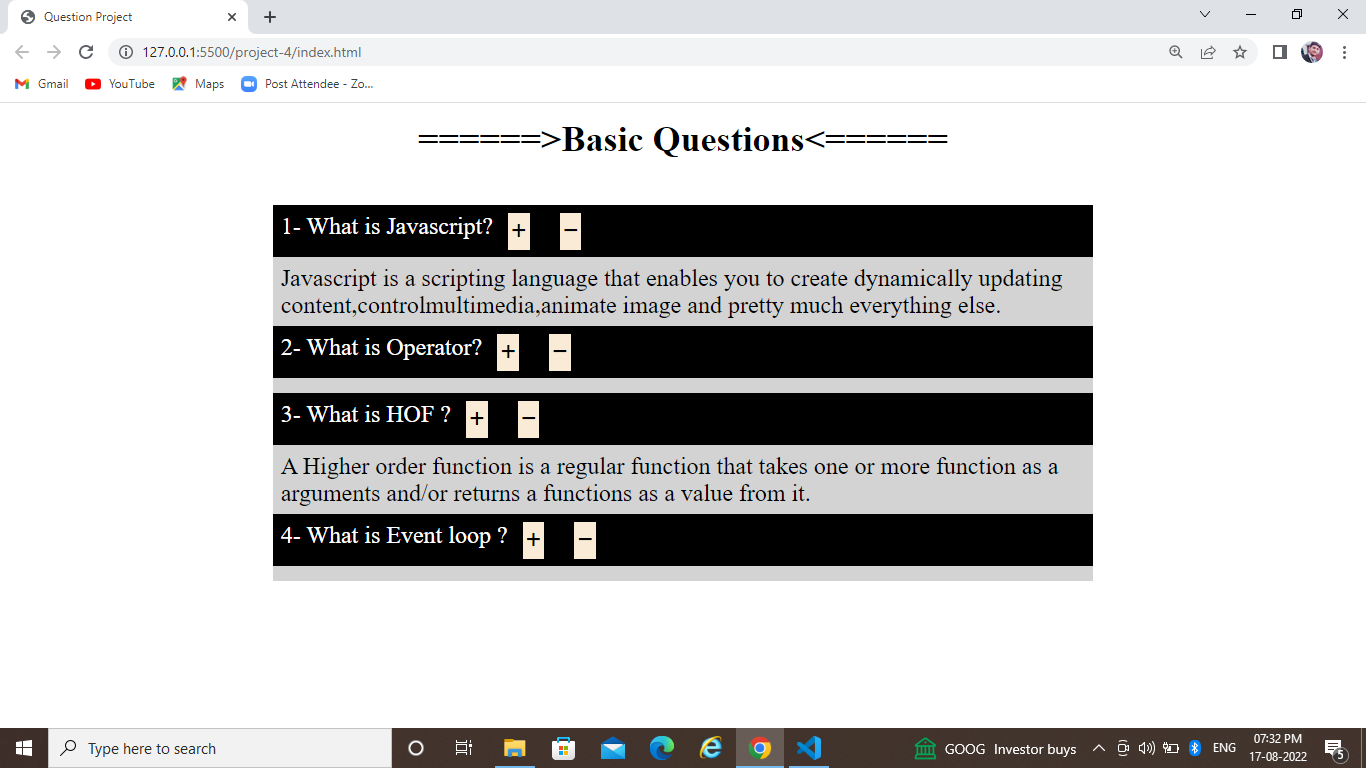 Question Project
127.0.0.1:5500/project-4/index.html
Gmail YouTube Maps Post Attendee - Zo...
======>Basic Questions<======
1- What is Javascript? + −
Javascript is a scripting language that enables you to create dynamically updating
content,controlmultimedia,animate image and pretty much everything else.
2- What is Operator? + −
3- What is HOF ? + −
A Higher order function is a regular function that takes one or more function as a
arguments and/or returns a functions as a value from it.
4- What is Event loop ? + −
Type here to search
GOOG Investor buys
ENG
07:32 PM
17-08-2022
5